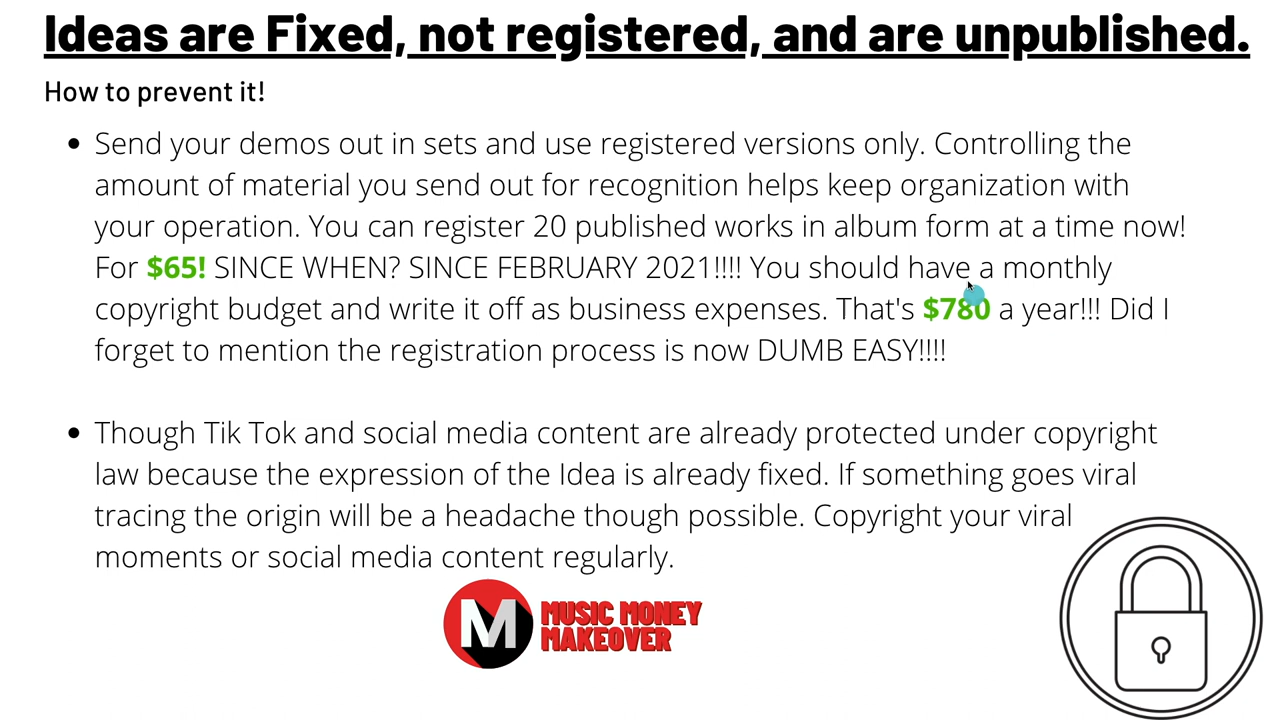 Ideas are Fixed, not registered, and are unpublished.
How to prevent it!
• Send your demos out in sets and use registered versions only. Controlling the
amount of material you send out for recognition helps keep organization with
your operation. You can register 20 published works in album form at a time now!
For $65! SINCE WHEN? SINCE FEBRUARY 2021!!!! You should have a monthly
copyright budget and write it off as business expenses. That's $780 a year!!! Did I
forget to mention the registration process is now DUMB EASY!!!!
• Though Tik Tok and social media content are already protected under copyright
law because the expression of the Idea is already fixed. If something goes viral
tracing the origin will be a headache though possible. Copyright your viral
moments or social media content regularly.
M MUSIC MONEY
MAKEOVER